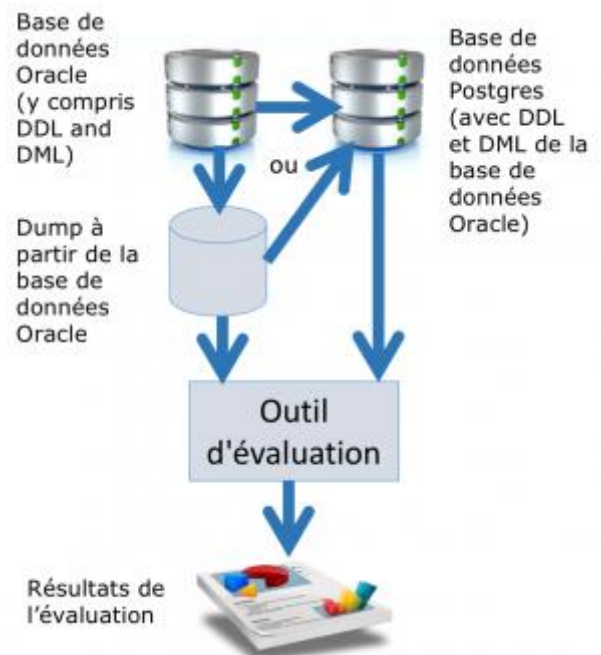 Base de
données
Oracle
(y compris
DDL and
DML)
Base de
données
Postgres
(avec DDL
et DML de la
base de
données
Oracle)
ou
Dump à
partir de la
base de
données
Oracle
Outil
d'évaluation
Résultats de
l’évaluation